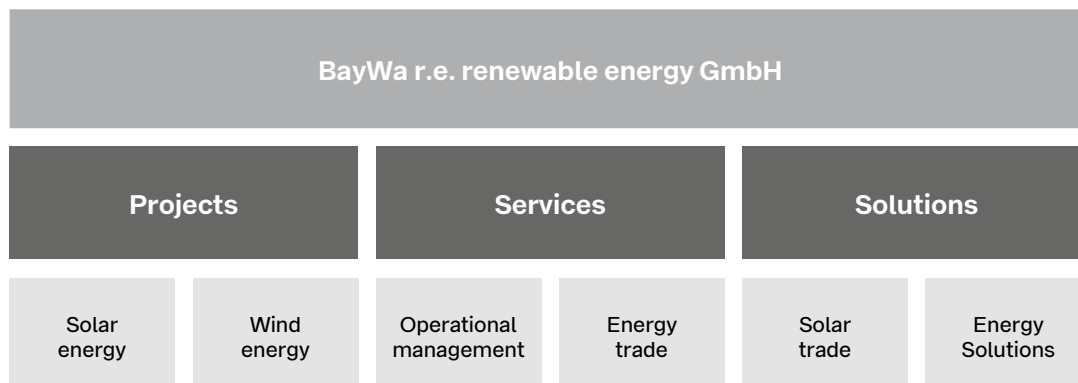 BayWa r.e. renewable energy GmbH
Projects
Services
Solutions
Solar
energy
Wind
energy
Operational
management
Energy
trade
Solar
trade
Energy
Solutions